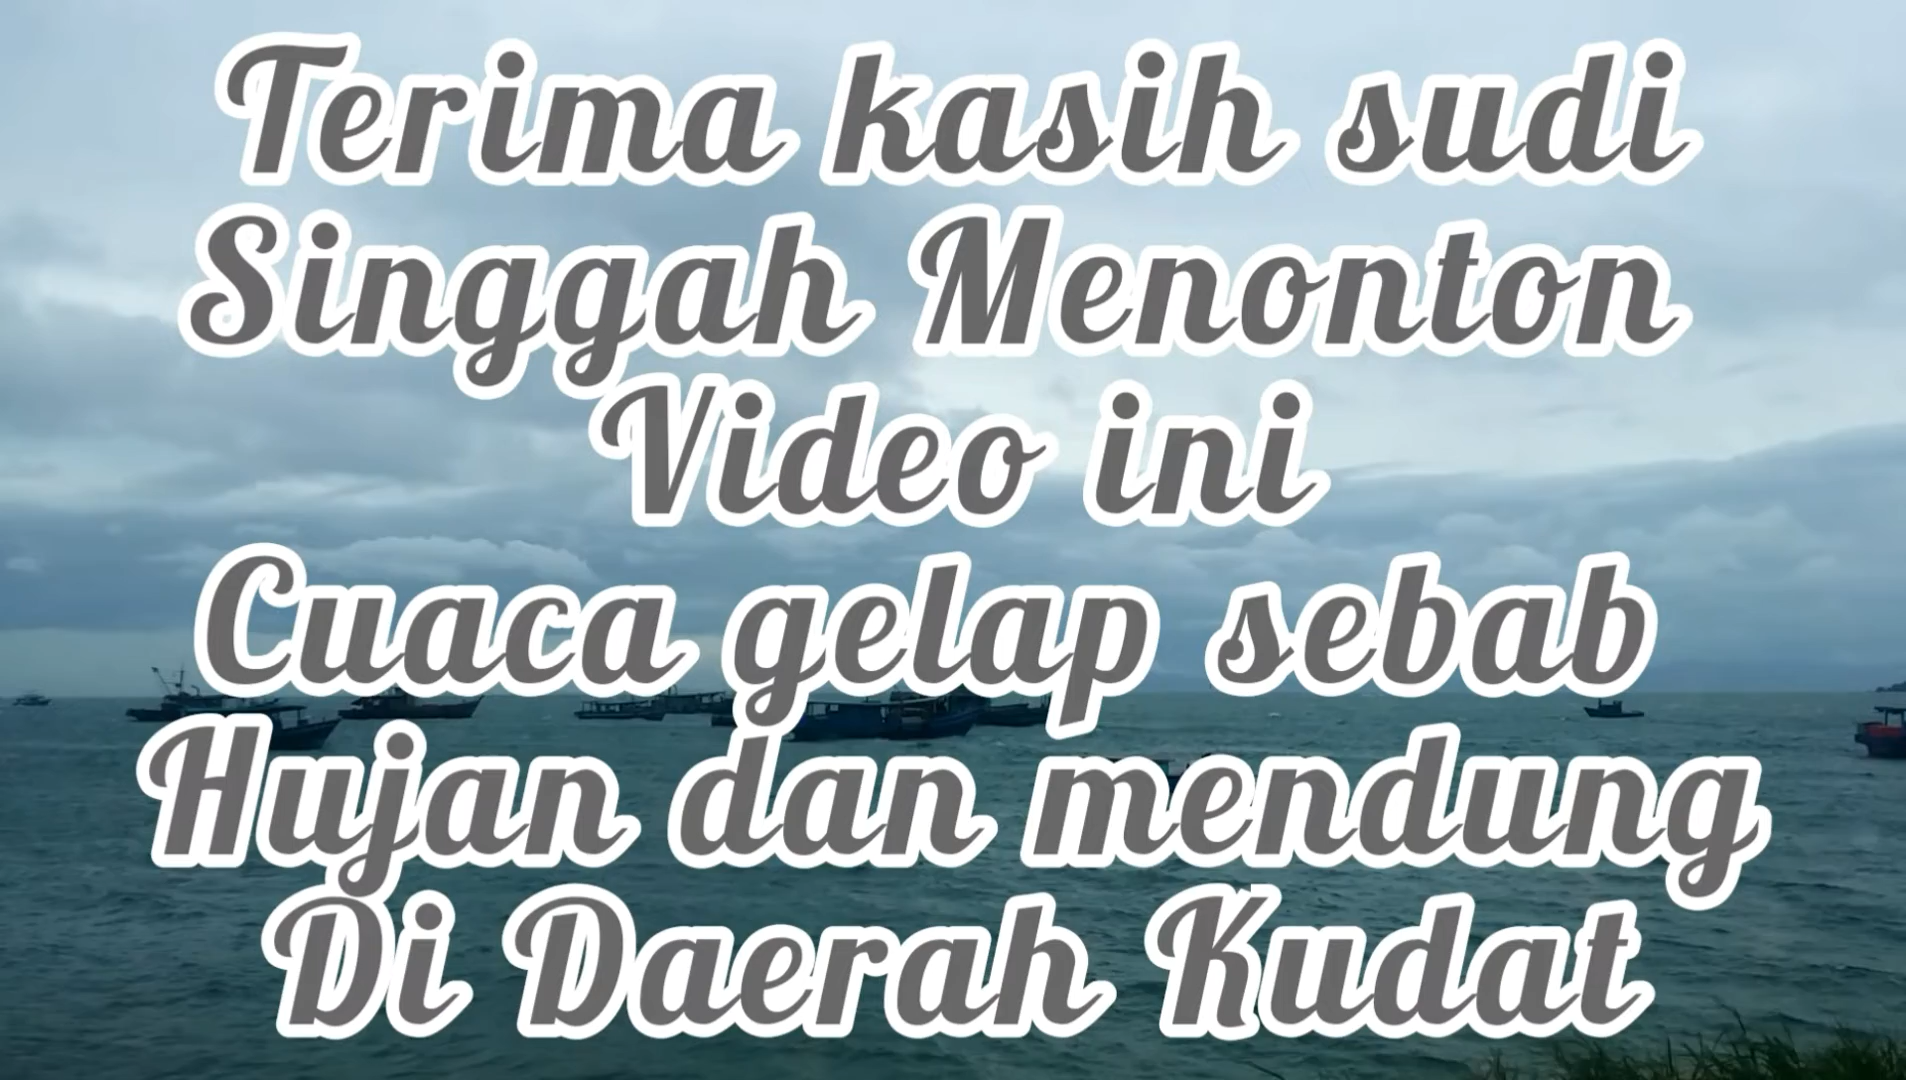 Terima kasih sudi
Singgah Menonton
Video ini
Cuaca gelap sebab
Hujan dan mendung
Di Daerah Kudat